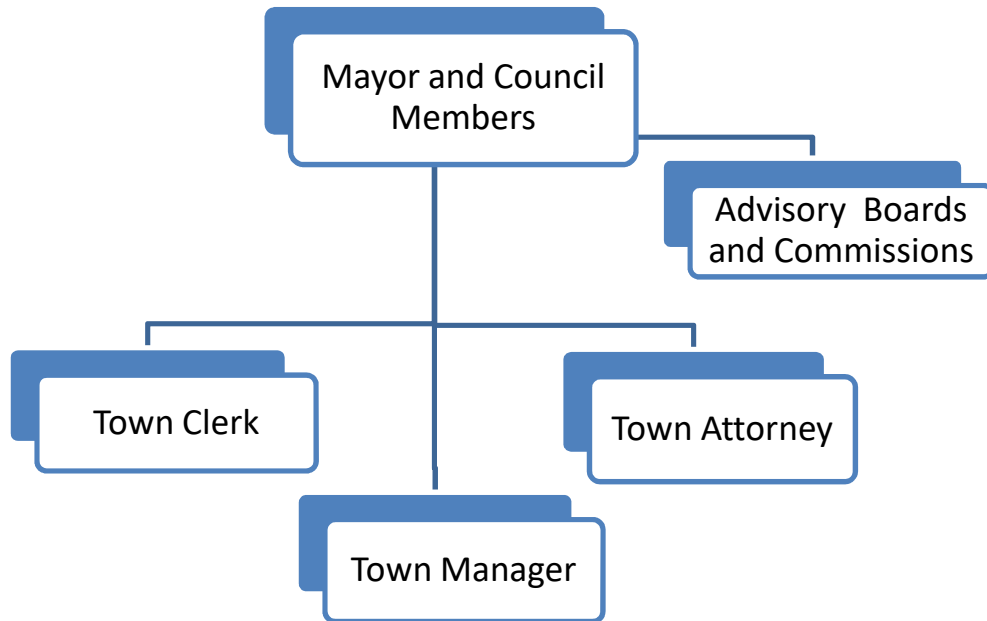 Mayor and Council
Members
Advisory  Boards
and Commissions
Town Clerk
Town Attorney
Town Manager